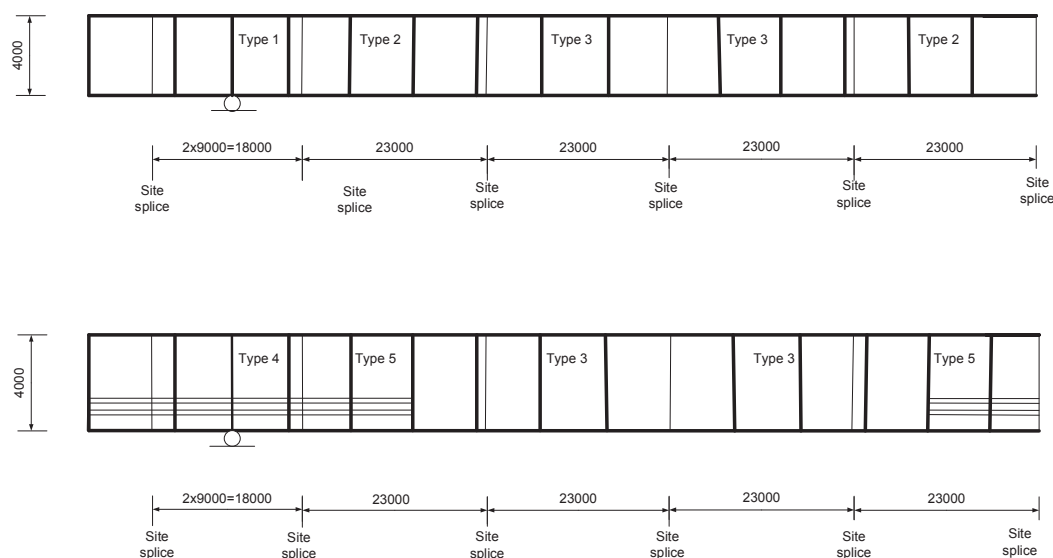 4000
Type 1
Type 2
Type 3
Type 3
Type 2
2x9000=18000
23000
23000
23000
23000
Site
splice
Site
splice
Site
splice
Site
splice
Site
splice
Site
splice
4000
Type 4
Type 5
Type 3
Type 3
Type 5
2x9000=18000
23000
23000
23000
23000
Site
splice
Site
splice
Site
splice
Site
splice
Site
splice
Site
splice